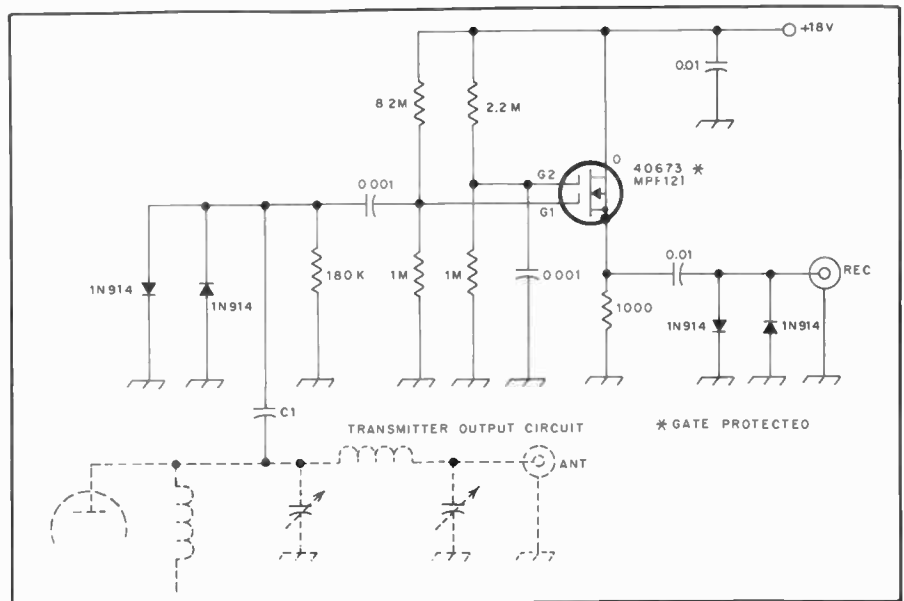 +18V
0.01
8.2M
2.2M
D
40673 *
MPF121
G2
G1
0.001
180K
1M
1M
0.001
0.01
REC
1000
1N914
1N914
1N914
1N914
C1
TRANSMITTER OUTPUT CIRCUIT
* GATE PROTECTED
ANT